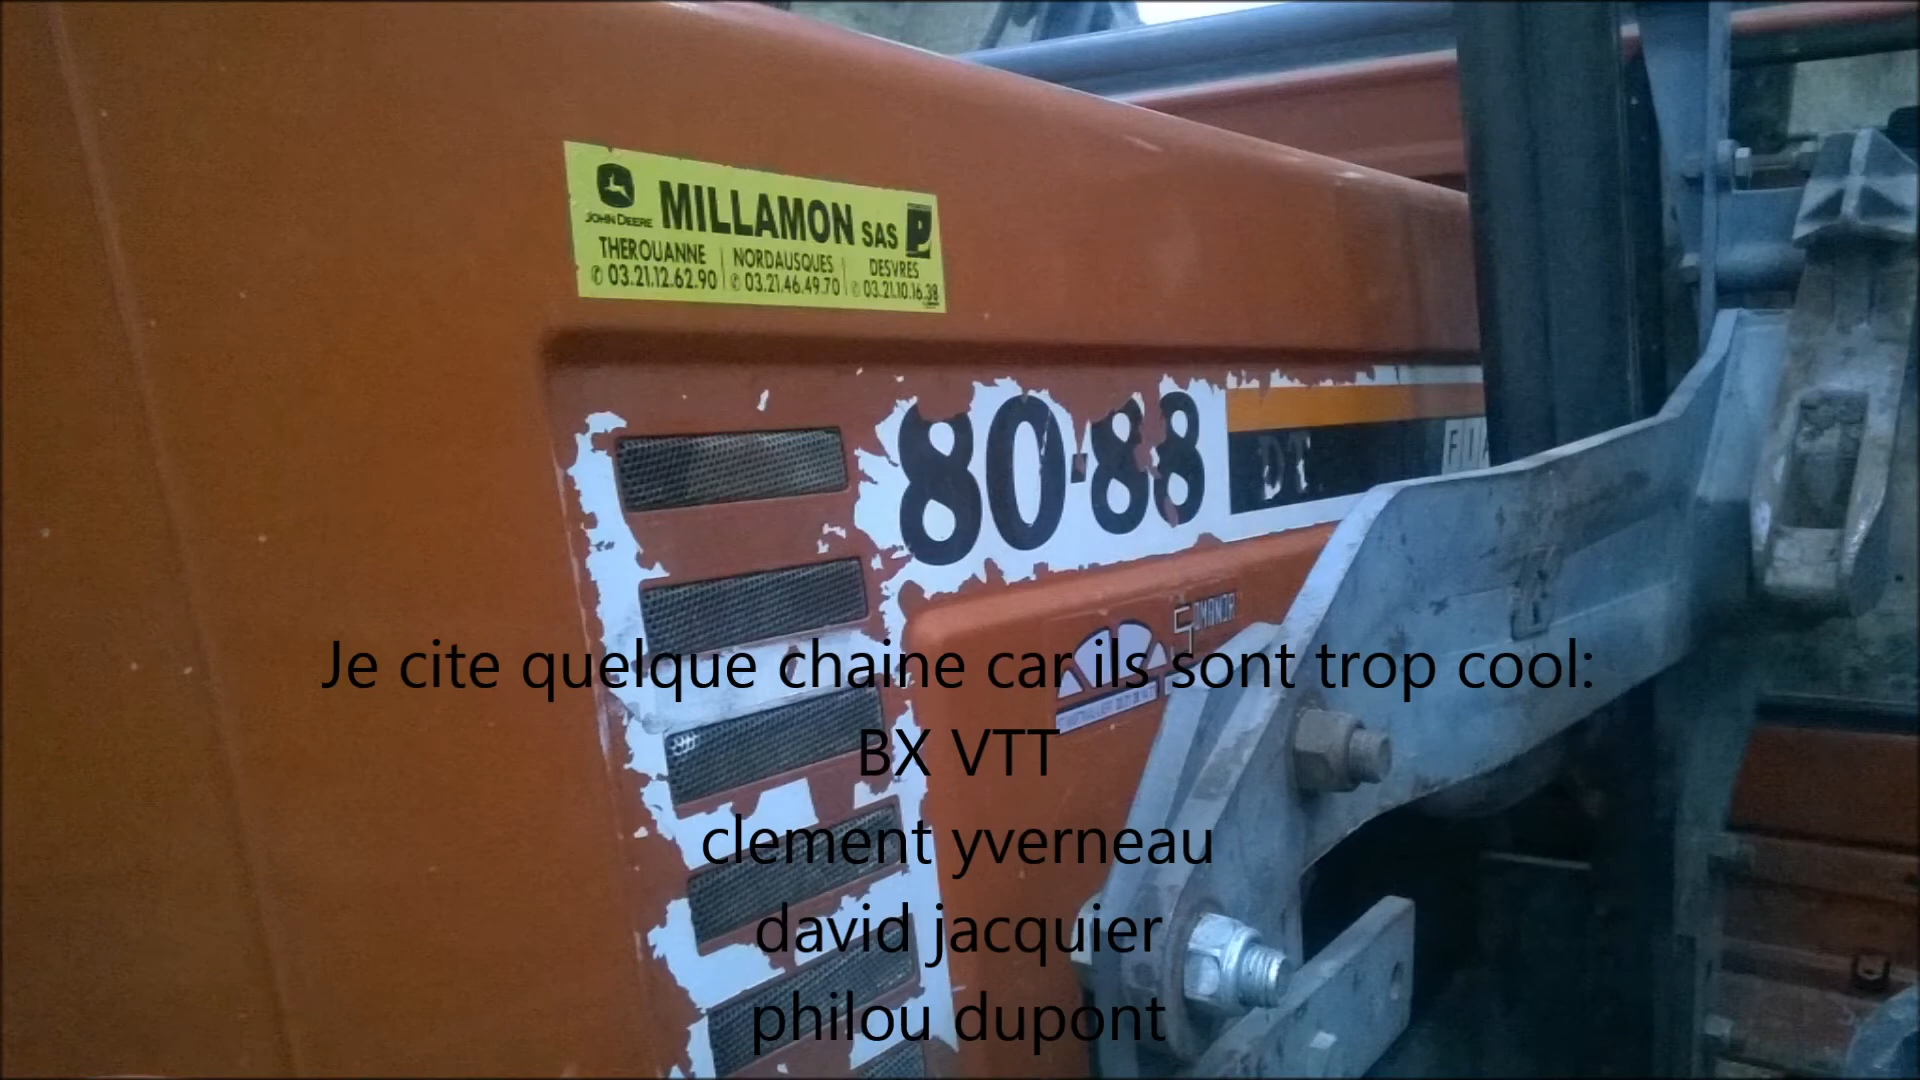 JOHN DEERE
MILLAMON SAS
THEROUANNE
NORDAUSQUES
DESVRES
03.21.12.62.90
03.21.46.49.70
03.21.10.16.38
80-88
DT
SOMANOR
Je cite quelque chaine car ils sont trop cool:
BX VTT
clement yverneau
david jacquier
philou dupont